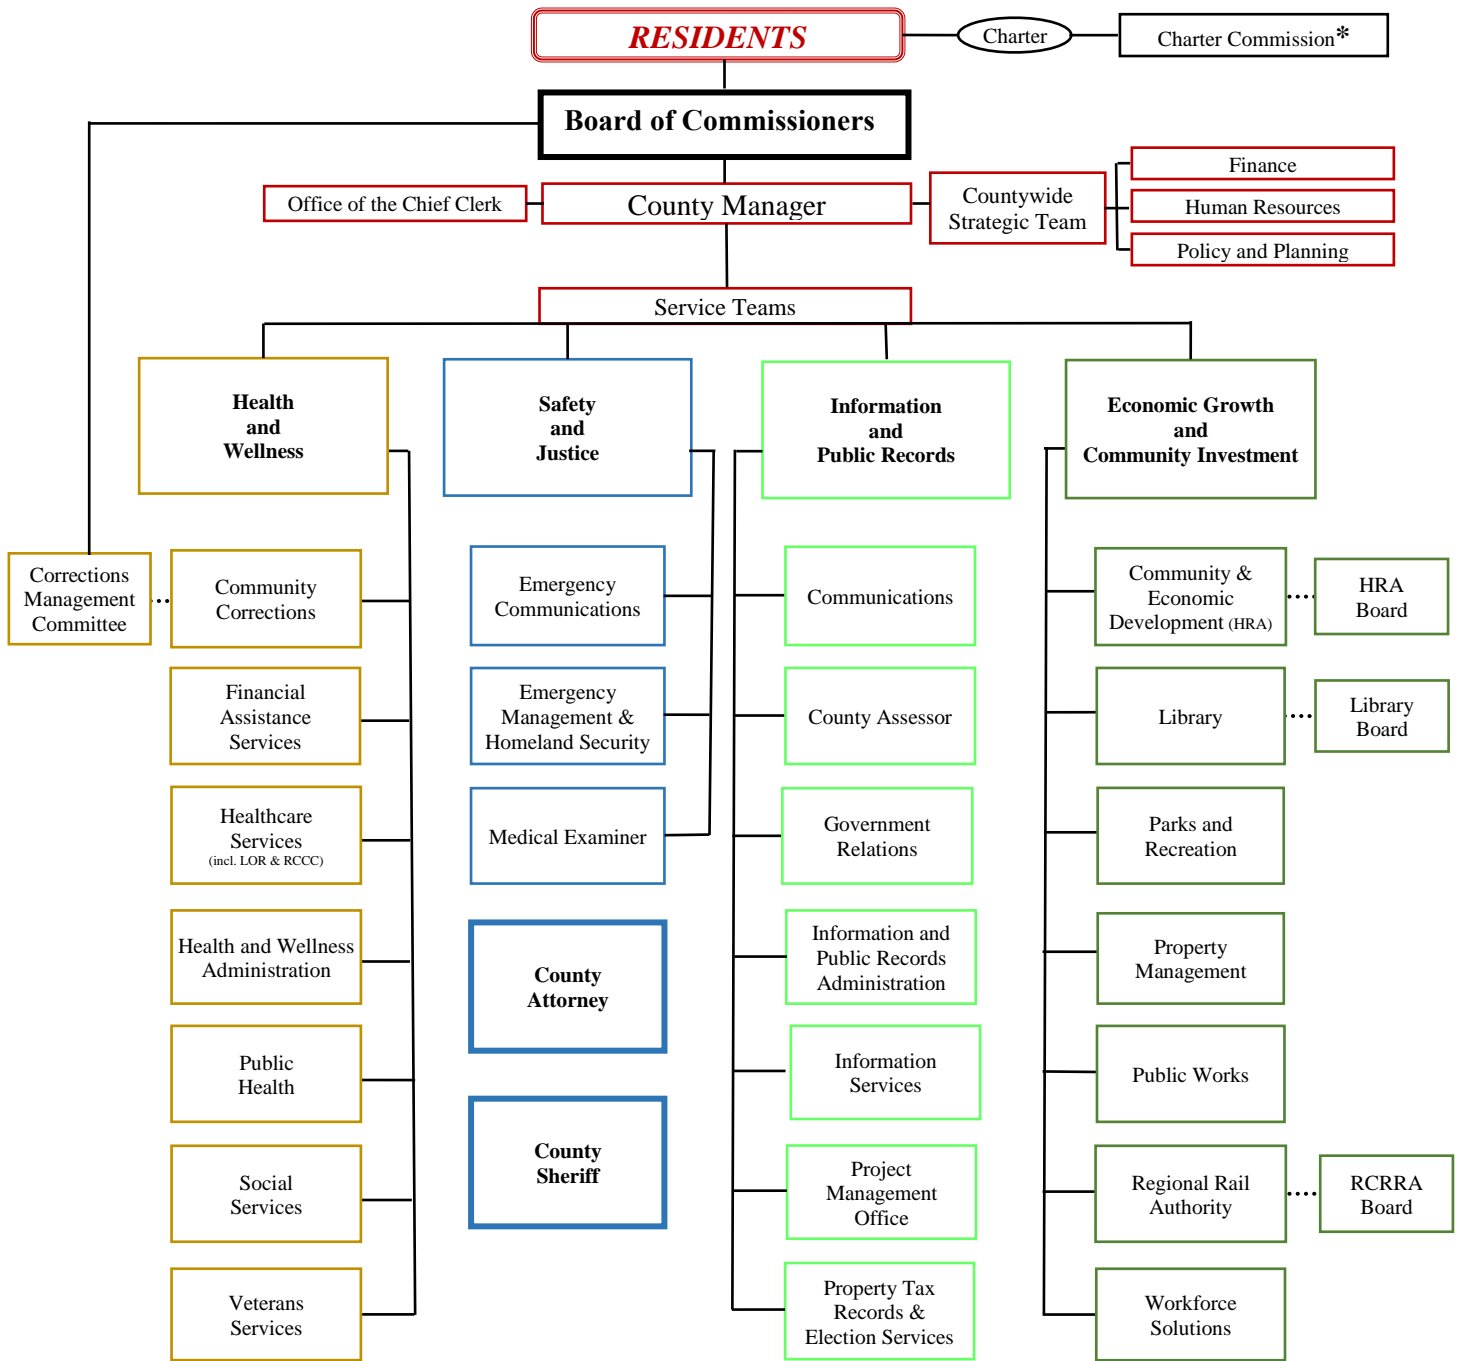 RESIDENTS
Charter
Charter Commission*
Board of Commissioners
Office of the Chief Clerk
County Manager
Countywide
Strategic Team
Finance
Human Resources
Policy and Planning
Service Teams
Health
and
Wellness
Safety
and
Justice
Information
and
Public Records
Economic Growth
and
Community Investment
Corrections
Management
Committee
Community
Corrections
Financial
Assistance
Services
Healthcare
Services
(incl. LOR & RCCC)
Health and Wellness
Administration
Public
Health
Social
Services
Veterans
Services
Emergency
Communications
Emergency
Management &
Homeland Security
Medical Examiner
County
Attorney
County
Sheriff
Communications
County Assessor
Government
Relations
Information and
Public Records
Administration
Information
Services
Project
Management
Office
Property Tax
Records &
Election Services
Community &
Economic
Development (HRA)
HRA
Board
Library
Library
Board
Parks and
Recreation
Property
Management
Public Works
Regional Rail
Authority
RCRRA
Board
Workforce
Solutions